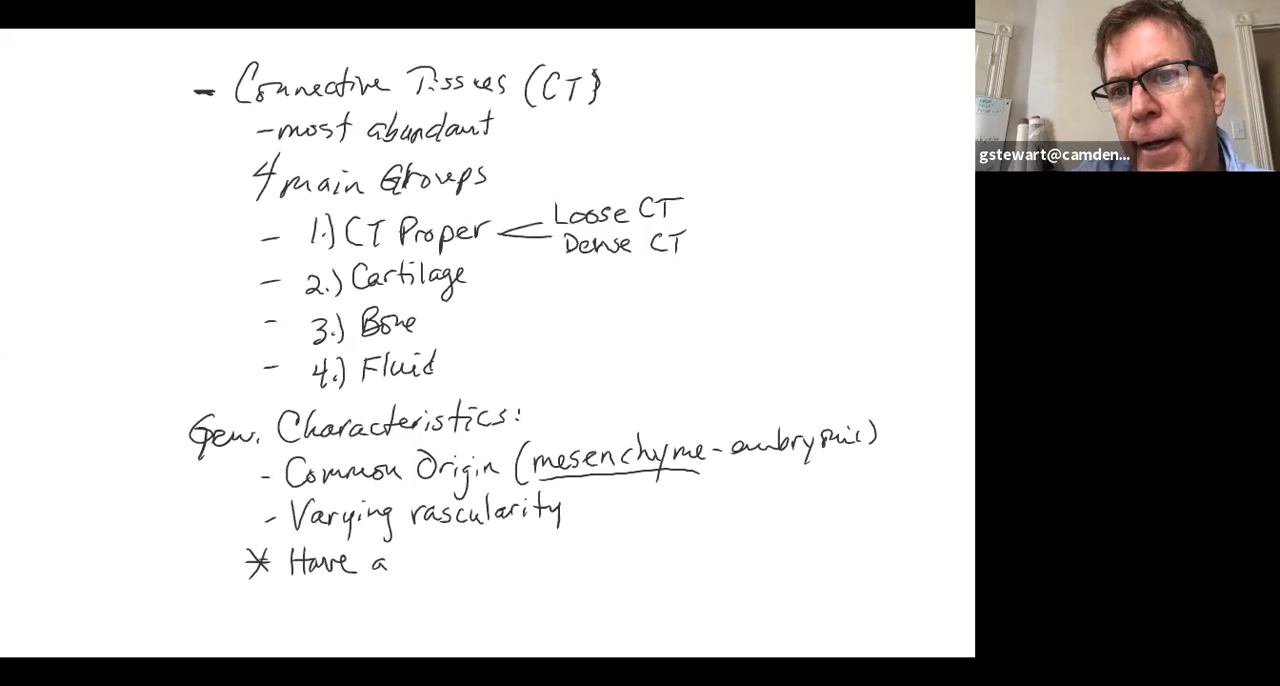 - Connective Tissues (CT)
- most abundant
4 main Groups
- 1.) CT Proper < Loose CT
Dense CT
- 2.) Cartilage
- 3.) Bone
- 4.) Fluid
Gen. Characteristics:
- Common Origin (mesenchyme - embryonic)
- Varying vascularity
* Have a
gstewart@camden...